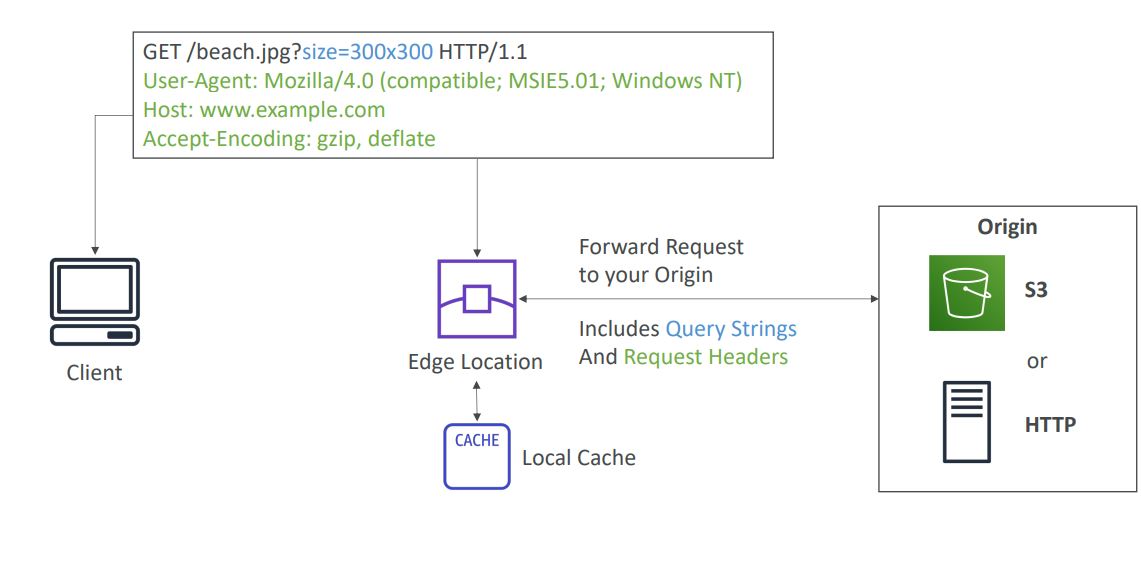 GET /beach.jpg?size=300x300 HTTP/1.1
User-Agent: Mozilla/4.0 (compatible; MSIE5.01; Windows NT)
Host: www.example.com
Accept-Encoding: gzip, deflate
Client
Edge Location
CACHE
Local Cache
Forward Request
to your Origin
Includes Query Strings
And Request Headers
Origin
S3
or
HTTP